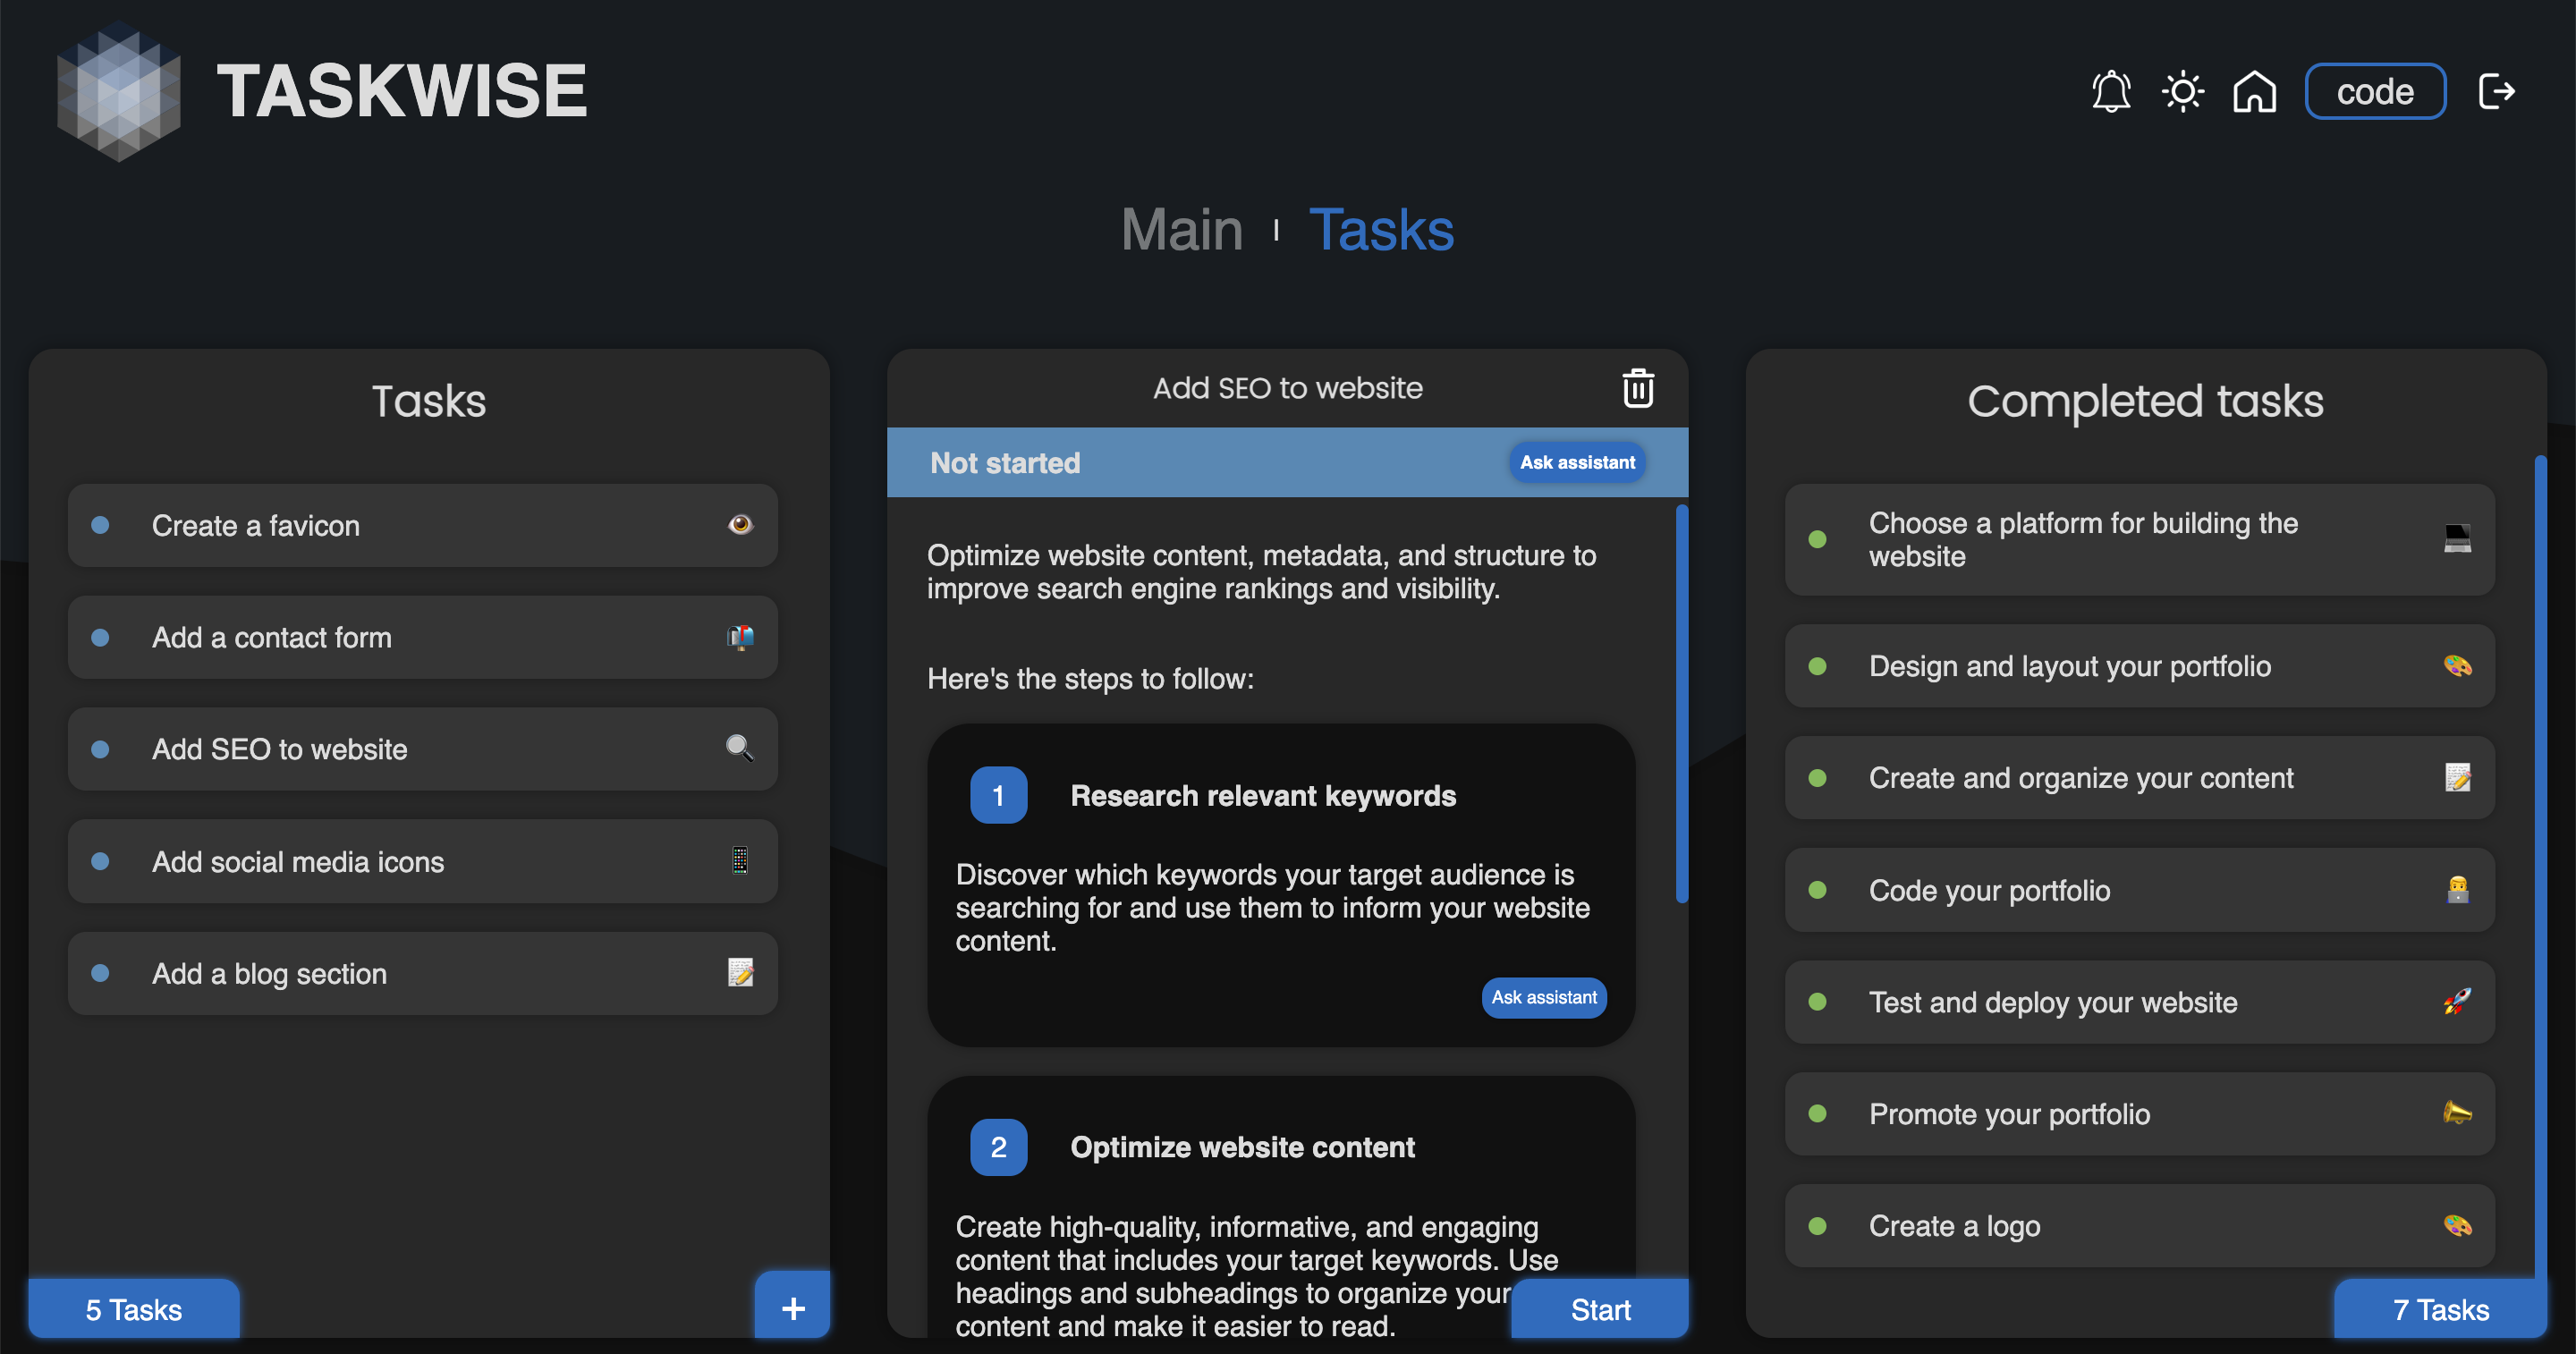 TASKWISE
code
Main
Tasks
Tasks
Create a favicon
Add a contact form
Add SEO to website
Add social media icons
Add a blog section
5 Tasks
+
Add SEO to website
Not started
Ask assistant
Optimize website content, metadata, and structure to
improve search engine rankings and visibility.
Here's the steps to follow:
1
Research relevant keywords
Discover which keywords your target audience is
searching for and use them to inform your website
content.
Ask assistant
2
Optimize website content
Create high-quality, informative, and engaging
content that includes your target keywords. Use
headings and subheadings to organize your
content and make it easier to read.
Start
Completed tasks
Choose a platform for building the
website
Design and layout your portfolio
Create and organize your content
Code your portfolio
Test and deploy your website
Promote your portfolio
Create a logo
7 Tasks